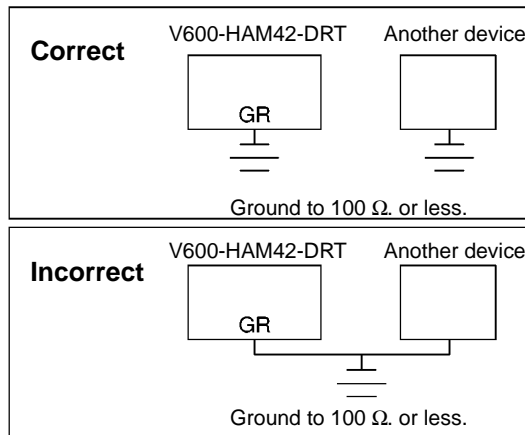 V600-HAM42-DRT Another device
Correct
GR
Ground to 100 Ω. or less.
V600-HAM42-DRT Another device
Incorrect
GR
Ground to 100 Ω. or less.